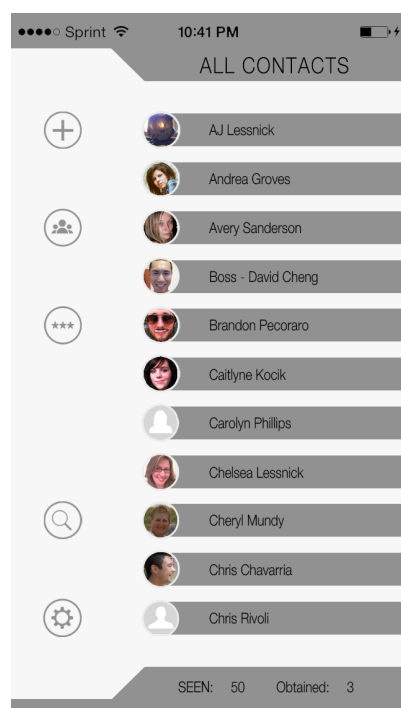 Sprint 10:41 PM
ALL CONTACTS
AJ Lessnick
Andrea Groves
Avery Sanderson
Boss - David Cheng
Brandon Pecoraro
Caitlyne Kocik
Carolyn Phillips
Chelsea Lessnick
Cheryl Mundy
Chris Chavarria
Chris Rivoli
SEEN: 50 Obtained: 3